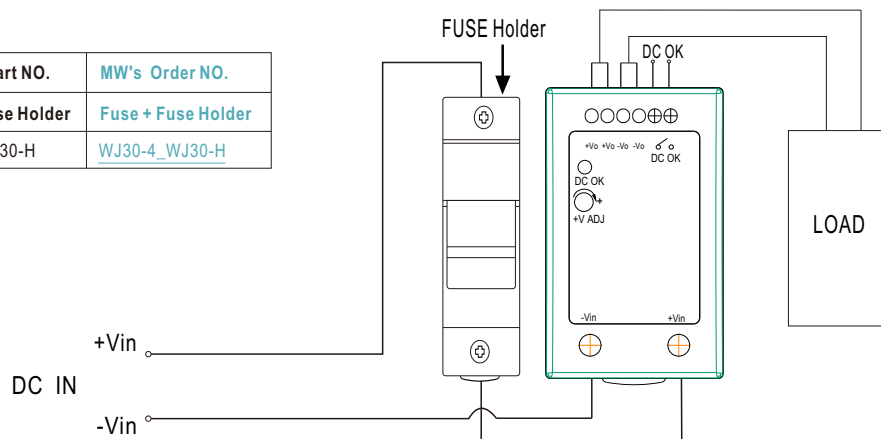 FUSE Holder
DC OK
art NO. MW's Order NO.
se Holder Fuse + Fuse Holder
30-H WJ30-4_WJ30-H
+Vo +Vo -Vo -Vo
DC OK
DC OK
+
+V ADJ
LOAD
-Vin +Vin
+Vin
DC IN
-Vin